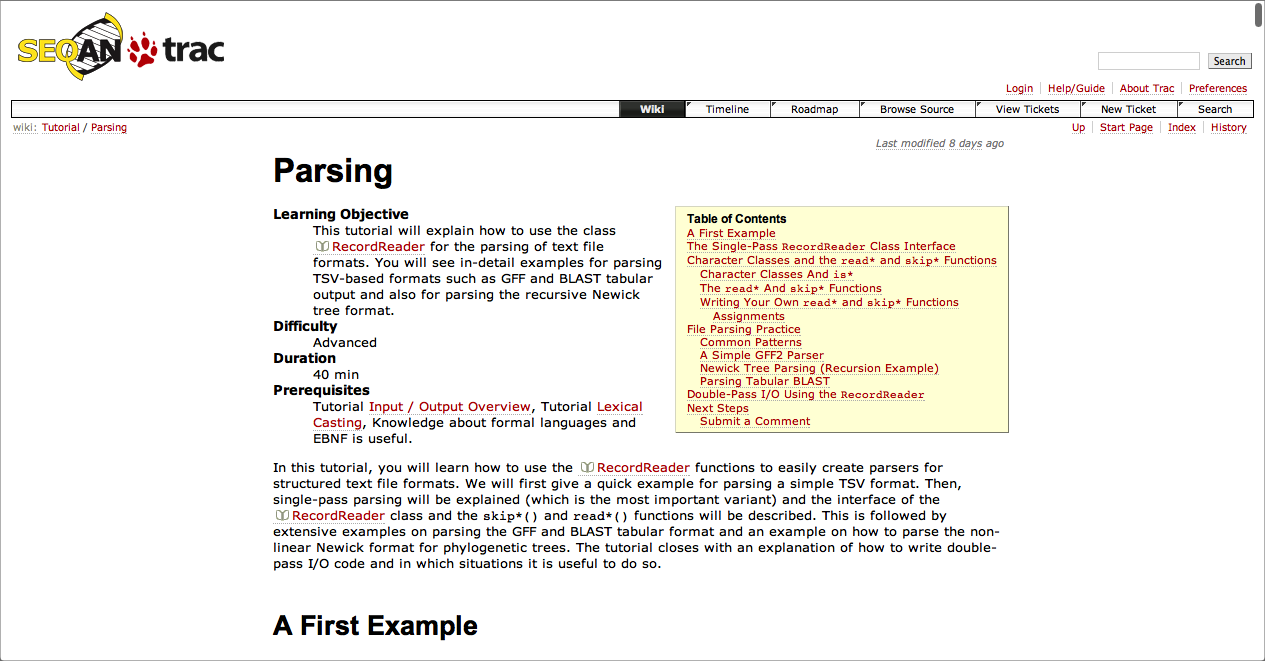 SEQAN trac
Search
Login Help/Guide About Trac Preferences
Wiki Timeline Roadmap Browse Source View Tickets New Ticket Search
wiki: Tutorial / Parsing
Up Start Page Index History
Last modified 8 days ago
Parsing
Learning Objective
This tutorial will explain how to use the class
RecordReader for the parsing of text file
formats. You will see in-detail examples for parsing
TSV-based formats such as GFF and BLAST tabular
output and also for parsing the recursive Newick
tree format.
Difficulty
Advanced
Duration
40 min
Prerequisites
Tutorial Input / Output Overview, Tutorial Lexical
Casting, Knowledge about formal languages and
EBNF is useful.
Table of Contents
A First Example
The Single-Pass RecordReader Class Interface
Character Classes and the read* and skip* Functions
Character Classes And is*
The read* And skip* Functions
Writing Your Own read* and skip* Functions
Assignments
File Parsing Practice
Common Patterns
A Simple GFF2 Parser
Newick Tree Parsing (Recursion Example)
Parsing Tabular BLAST
Double-Pass I/O Using the RecordReader
Next Steps
Submit a Comment
In this tutorial, you will learn how to use the RecordReader functions to easily create parsers for
structured text file formats. We will first give a quick example for parsing a simple TSV format. Then,
single-pass parsing will be explained (which is the most important variant) and the interface of the
RecordReader class and the skip*() and read*() functions will be described. This is followed by
extensive examples on parsing the GFF and BLAST tabular format and an example on how to parse the non-
linear Newick format for phylogenetic trees. The tutorial closes with an explanation of how to write double-
pass I/O code and in which situations it is useful to do so.
A First Example